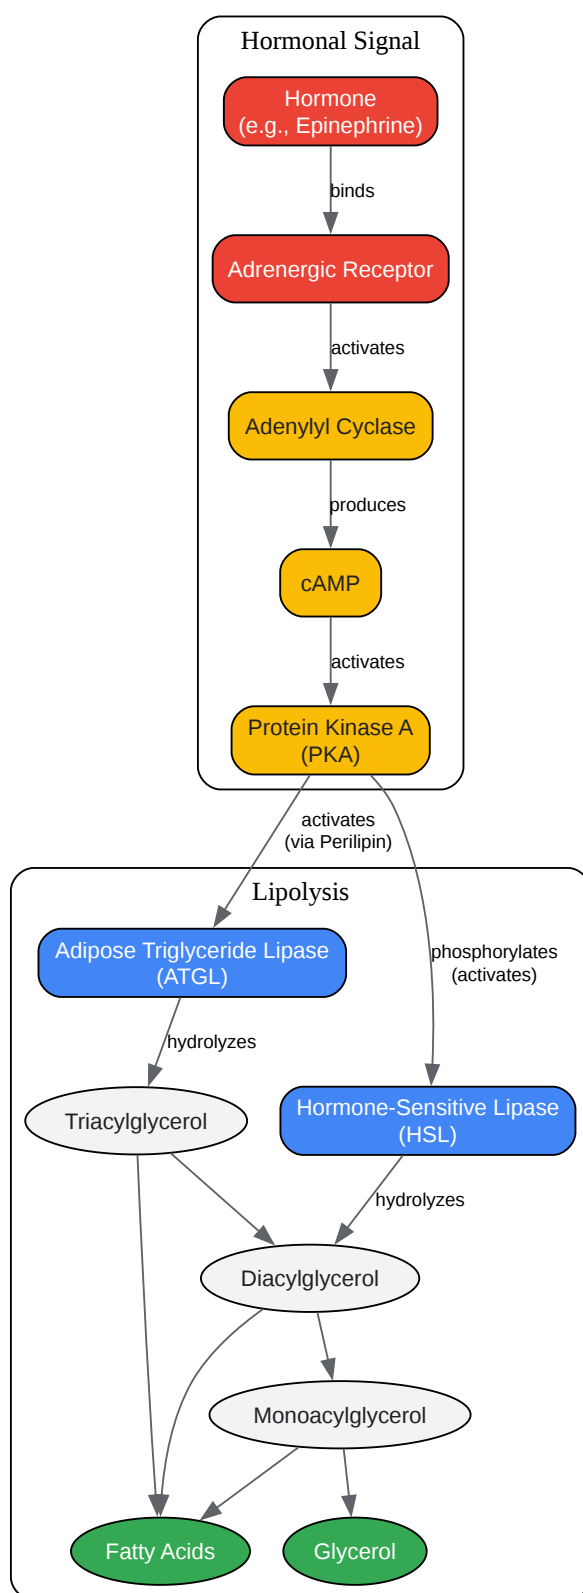 Hormonal Signal
Hormone
(e.g., Epinephrine)
binds
Adrenergic Receptor
activates
Adenylyl Cyclase
produces
cAMP
activates
Protein Kinase A
(PKA)
activates
(via Perilipin)
Lipolysis
Adipose Triglyceride Lipase
(ATGL)
phosphorylates
(activates)
hydrolyzes
Triacylglycerol
Hormone-Sensitive Lipase
(HSL)
hydrolyzes
Diacylglycerol
Monoacylglycerol
Fatty Acids
Glycerol